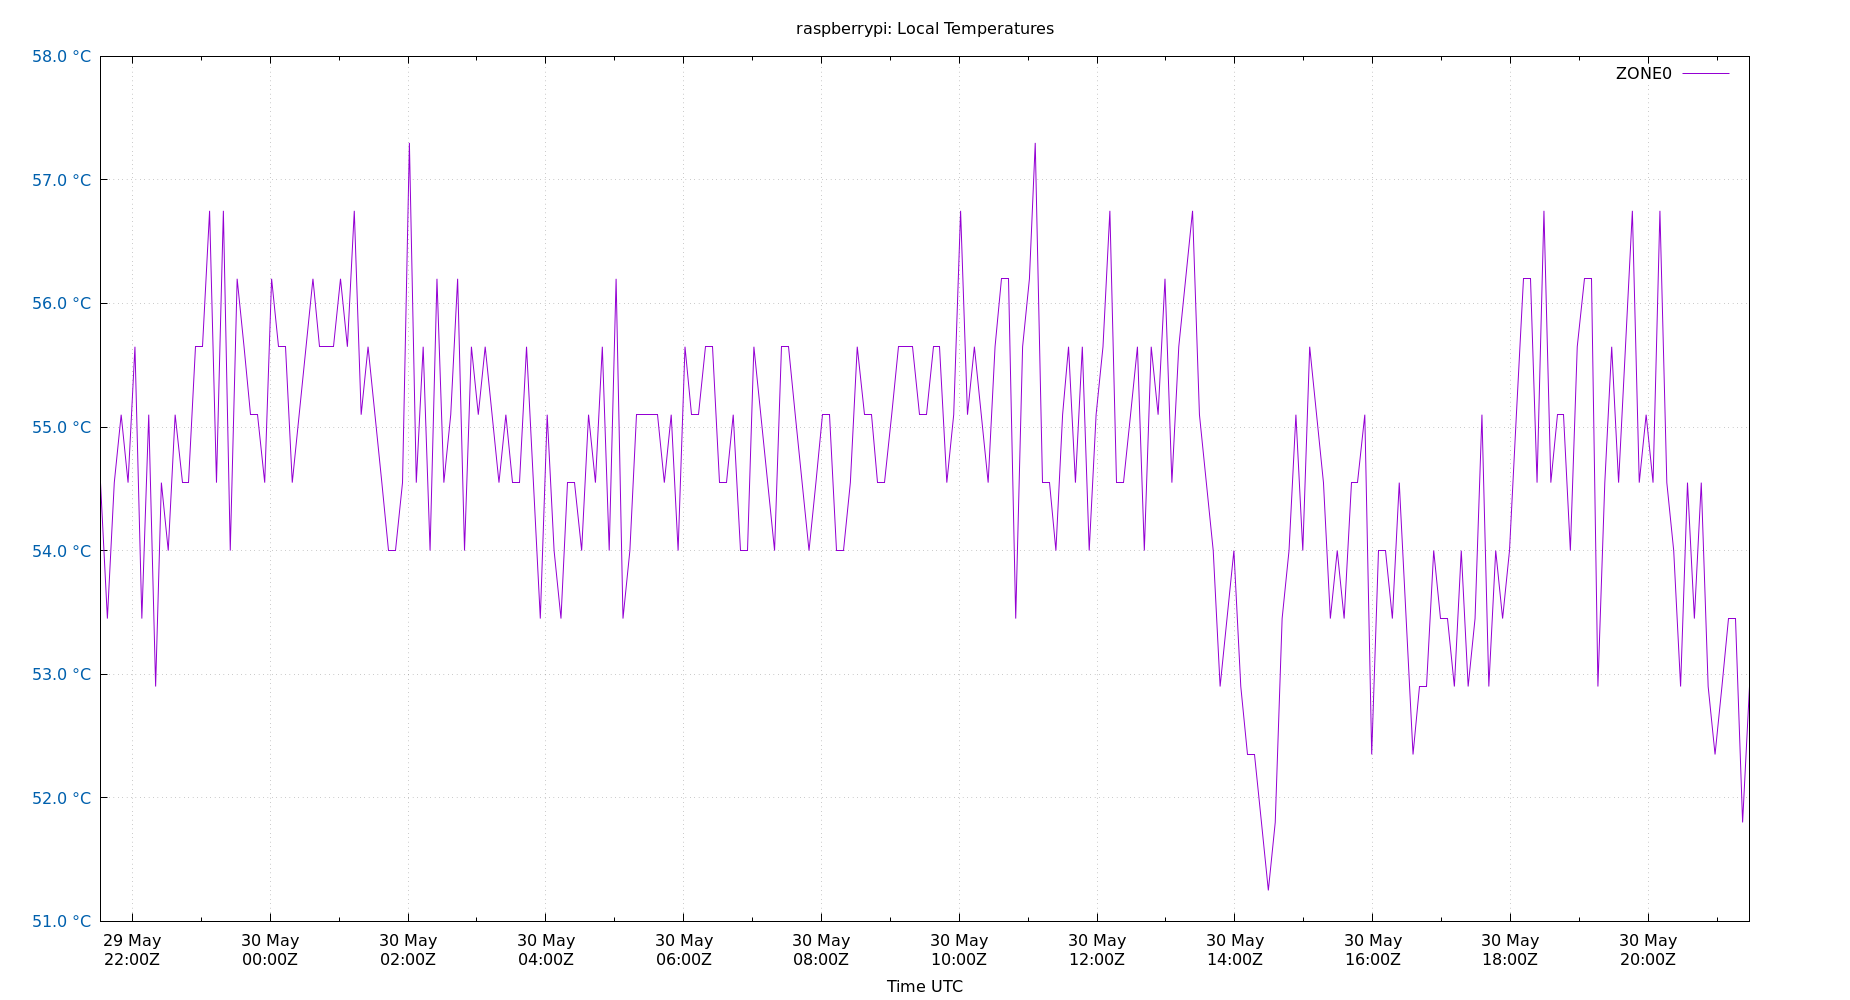 raspberrypi: Local Temperatures
58.0 °C
ZONE0
57.0 °C
56.0 °C
55.0 °C
54.0 °C
53.0 °C
52.0 °C
51.0 °C
29 May 30 May 30 May 30 May 30 May 30 May 30 May 30 May 30 May 30 May 30 May 30 May
22:00Z 00:00Z 02:00Z 04:00Z 06:00Z 08:00Z 10:00Z 12:00Z 14:00Z 16:00Z 18:00Z 20:00Z
Time UTC